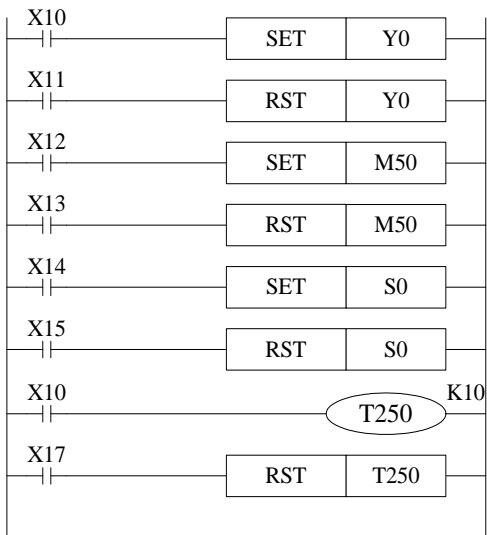 X10
SET Y0
X11
RST Y0
X12
SET M50
X13
RST M50
X14
SET S0
X15
RST S0
X10 K10
T250
X17
RST T250